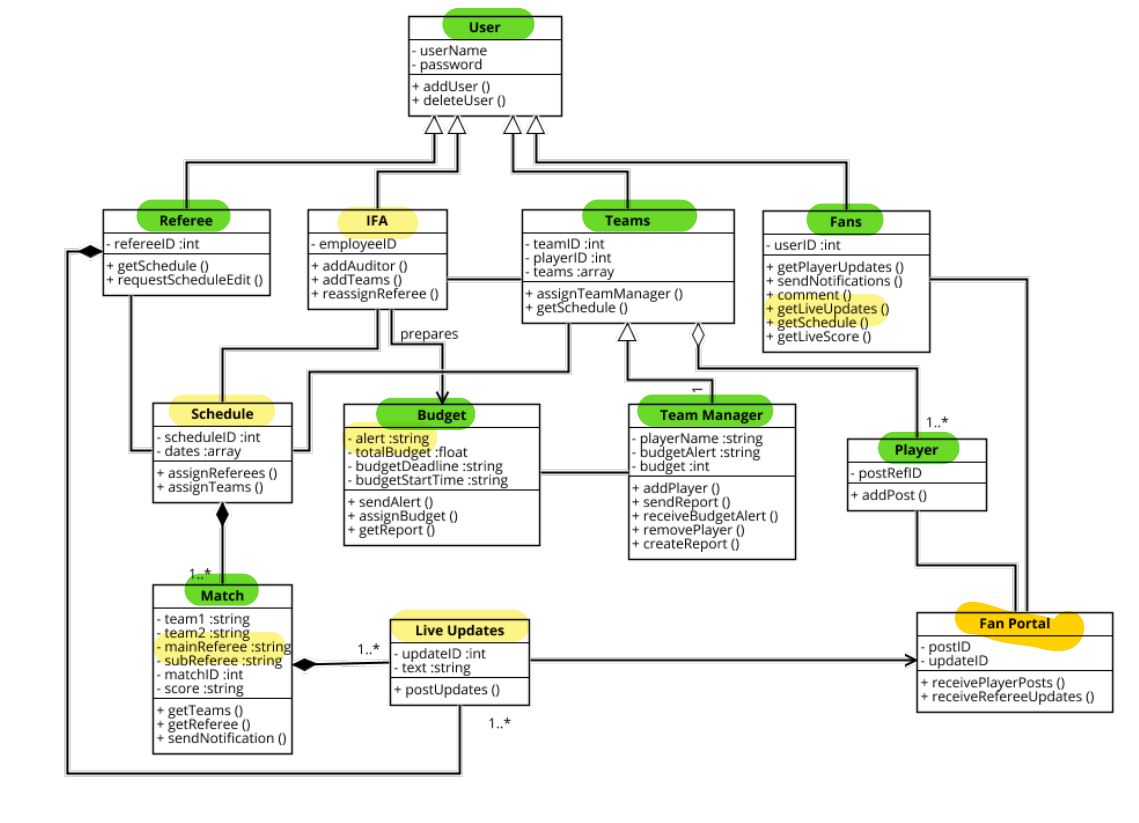 User
- userName
- password
+ addUser ()
+ deleteUser ()
Referee
- refereeID :int
+ getSchedule ()
+ requestScheduleEdit ()
IFA
- employeeID
+ addAuditor ()
+ addTeams ()
+ reassignReferee ()
Teams
- teamID :int
- playerID :int
- teams :array
+ assignTeamManager ()
+ getSchedule ()
Fans
- userID :int
+ getPlayerUpdates ()
+ sendNotifications ()
+ comment ()
+ getLiveUpdates ()
+ getSchedule ()
+ getLiveScore ()
prepares
1
1..*
Schedule
- scheduleID :int
- dates :array
+ assignReferees ()
+ assignTeams ()
Budget
- alert :string
- totalBudget :float
- budgetDeadline :string
- budgetStartTime :string
+ sendAlert ()
+ assignBudget ()
+ getReport ()
Team Manager
- playerName :string
- budgetAlert :string
- budget :int
+ addPlayer ()
+ sendReport ()
+ receiveBudgetAlert ()
+ removePlayer ()
+ createReport ()
Player
- postRefID
+ addPost ()
1..*
Match
- team1 :string
- team2 :string
- mainReferee :string
- subReferee :string
- matchID :int
- score :string
+ getTeams ()
+ getReferee ()
+ sendNotification ()
1..*
Live Updates
- updateID :int
- text :string
+ postUpdates ()
1..*
Fan Portal
- postID
- updateID
+ receivePlayerPosts ()
+ receiveRefereeUpdates ()